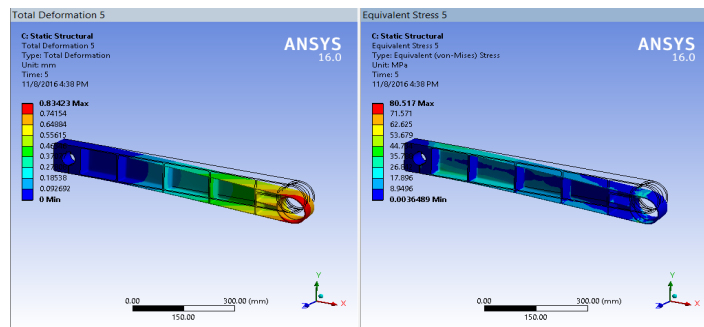 Total Deformation 5
C: Static Structural
Total Deformation 5
Type: Total Deformation
Unit: mm
Time: 5
11/8/2016 4:38 PM
ANSYS
16.0
0.83423 Max
0.74154
0.64884
0.55615
0.18538
0.092692
0 Min
0.00
300.00 (mm)
150.00
Y
X
Equivalent Stress 5
C: Static Structural
Equivalent Stress 5
Type: Equivalent (von-Mises) Stress
Unit: MPa
Time: 5
11/8/2016 4:38 PM
ANSYS
16.0
80.517 Max
71.571
62.625
53.679
17.896
8.9496
0.0036489 Min
0.00
300.00 (mm)
150.00
Y
X